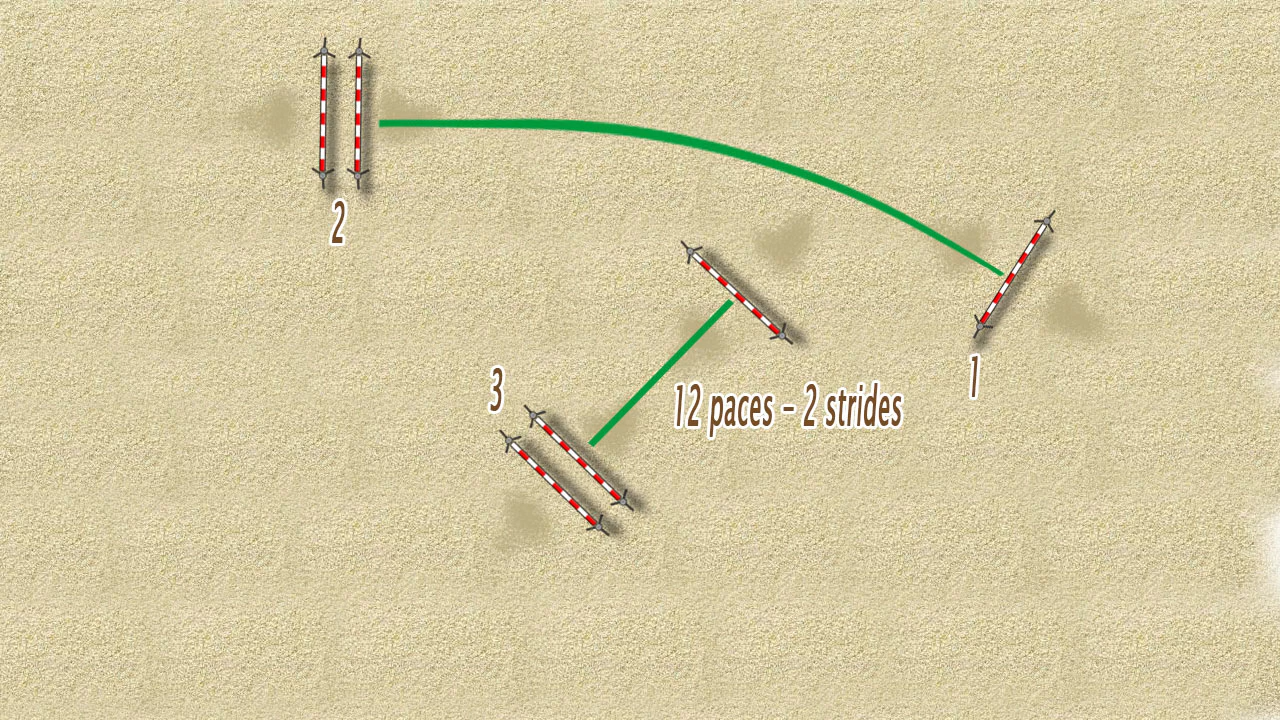 2
3
12 paces – 2 strides
1